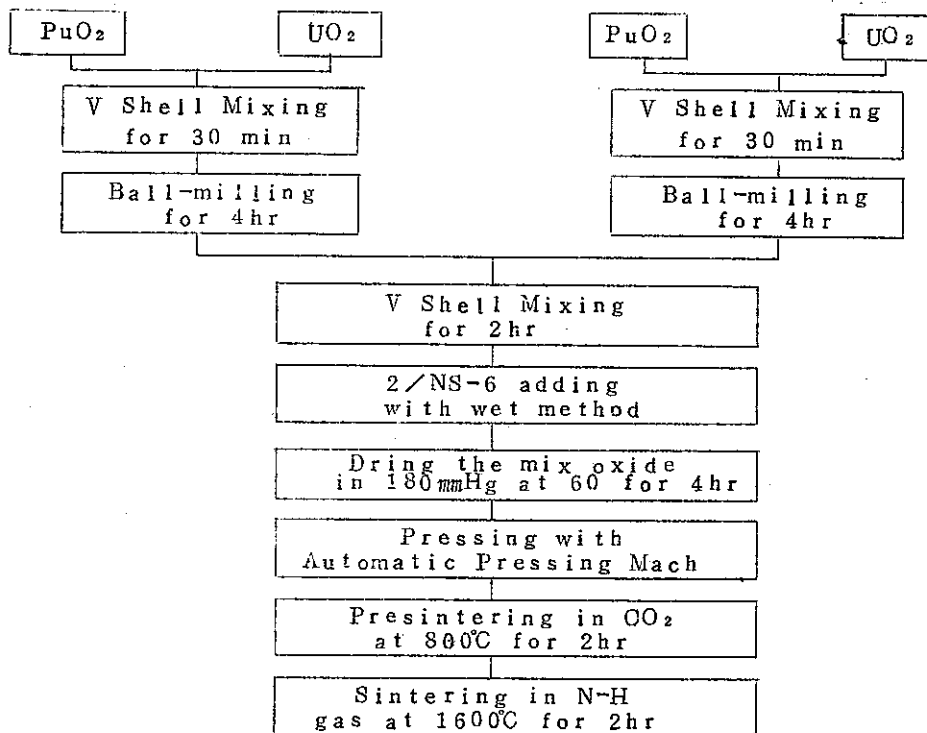 PuO₂ UO₂ PuO₂ UO₂
V Shell Mixing
for 30 min
V Shell Mixing
for 30 min
Ball-milling
for 4hr
Ball-milling
for 4hr
V Shell Mixing
for 2hr
2/NS-6 adding
with wet method
Dring the mix oxide
in 180mmHg at 60 for 4hr
Pressing with
Automatic Pressing Mach
Presintering in CO₂
at 800℃ for 2hr
Sintering in N-H
gas at 1600℃ for 2hr